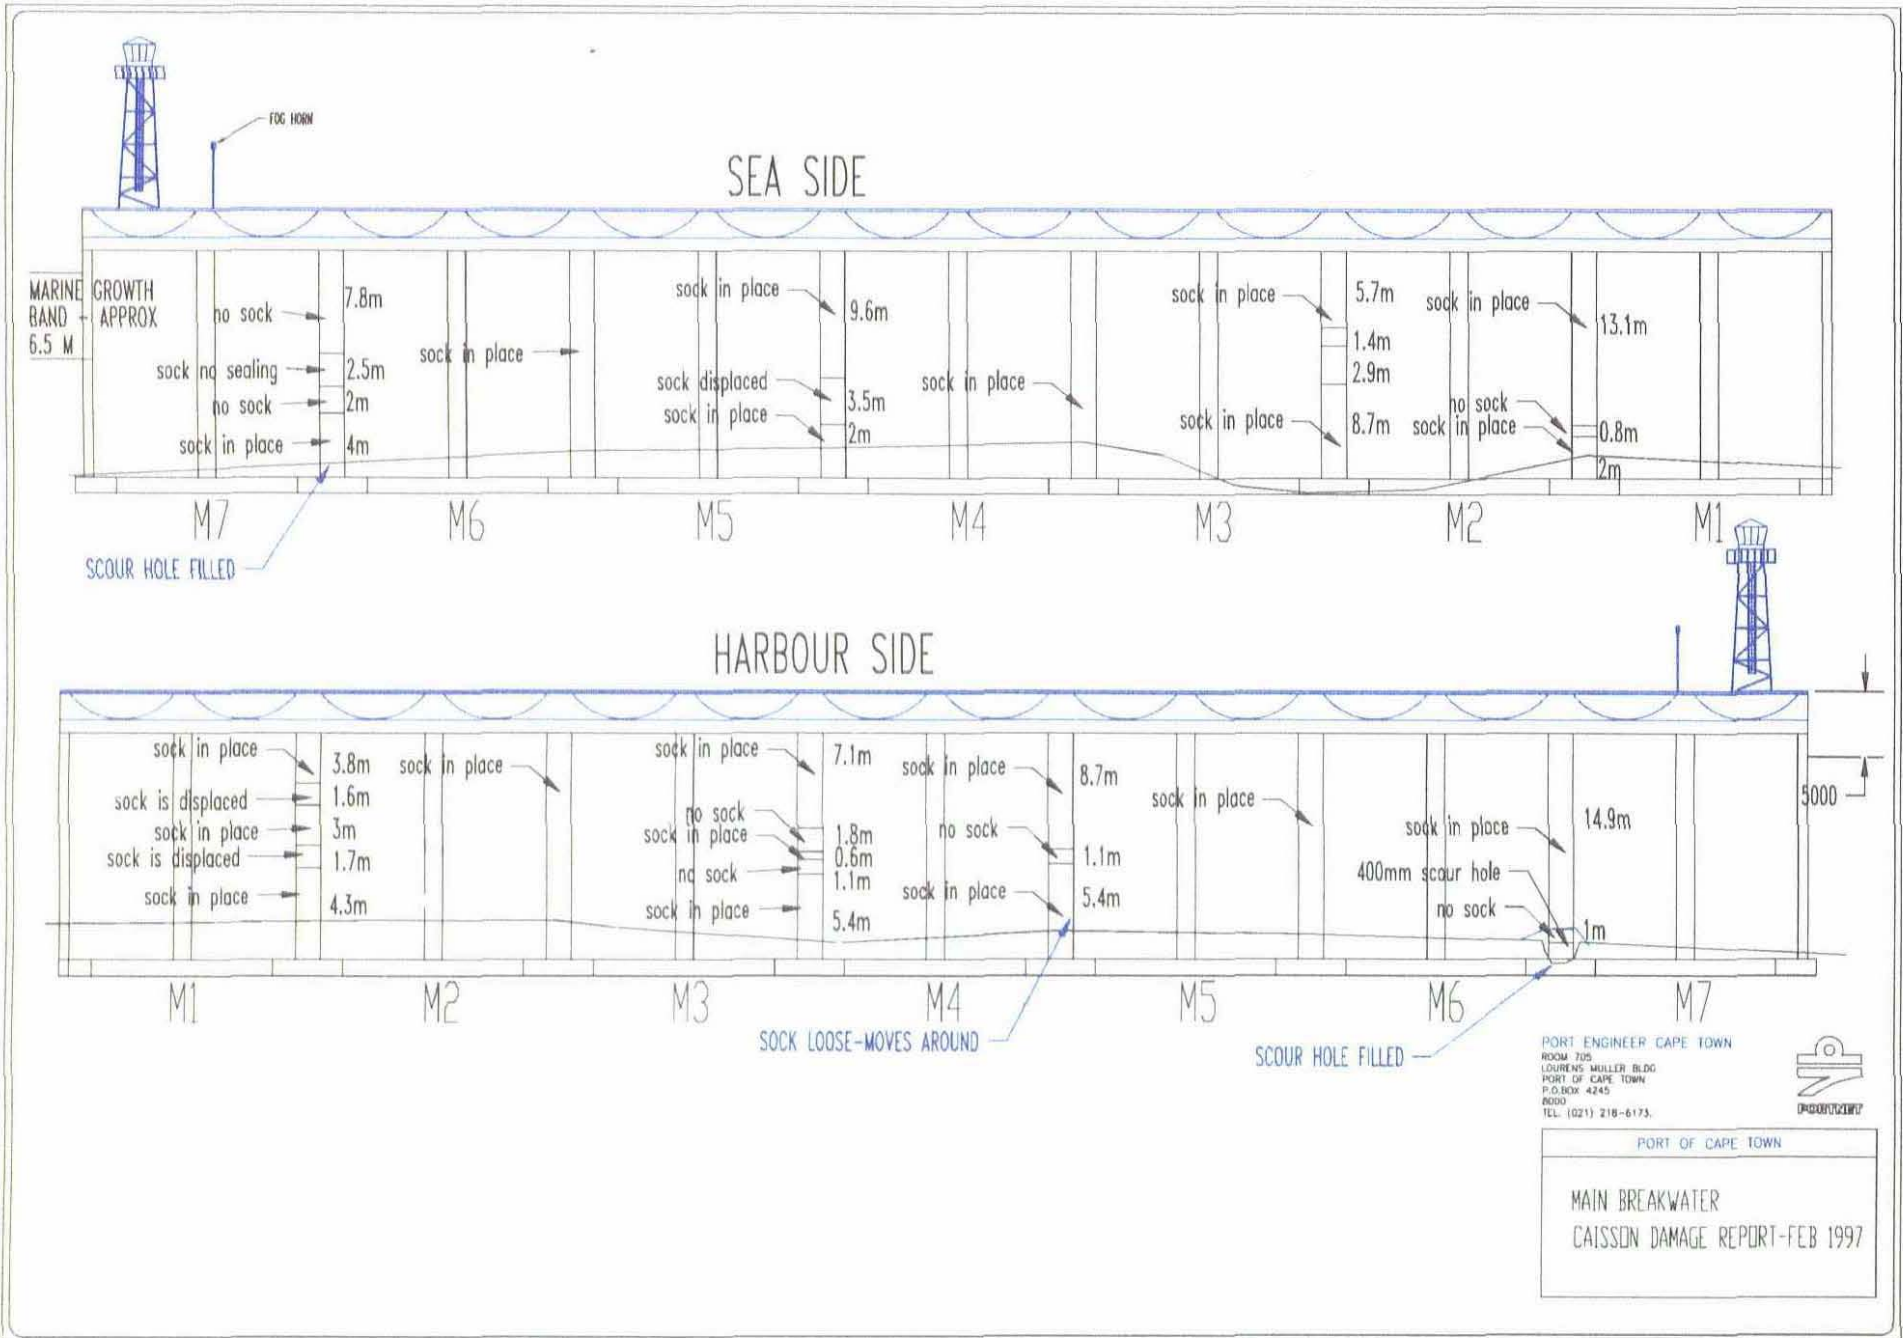 FOG HORN
SEA SIDE
MARINE GROWTH
BAND - APPROX
6.5 M
no sock
7.8m
sock no sealing
2.5m
no sock
2m
sock in place
4m
sock in place
sock in place
9.6m
sock displaced
3.5m
sock in place
2m
sock in place
sock in place
5.7m
1.4m
2.9m
sock in place
8.7m
sock in place
13.1m
no sock
0.8m
sock in place
2m
M7
M6
M5
M4
M3
M2
M1
SCOUR HOLE FILLED
HARBOUR SIDE
sock in place
3.8m
sock is displaced
1.6m
sock in place
3m
sock is displaced
1.7m
sock in place
4.3m
sock in place
sock in place
7.1m
no sock
1.8m
sock in place
0.6m
no sock
1.1m
sock in place
5.4m
sock in place
8.7m
no sock
1.1m
sock in place
5.4m
sock in place
sock in place
14.9m
400mm scour hole
no sock
1m
5000
M1
M2
M3
M4
M5
M6
M7
SOCK LOOSE-MOVES AROUND
SCOUR HOLE FILLED
PORT ENGINEER CAPE TOWN
ROOM 705
LOURENS MULLER BLDG
PORT OF CAPE TOWN
P.O.BOX 4245
8000
TEL. (021) 218-6173.
PORTNET
PORT OF CAPE TOWN
MAIN BREAKWATER
CAISSON DAMAGE REPORT-FEB 1997